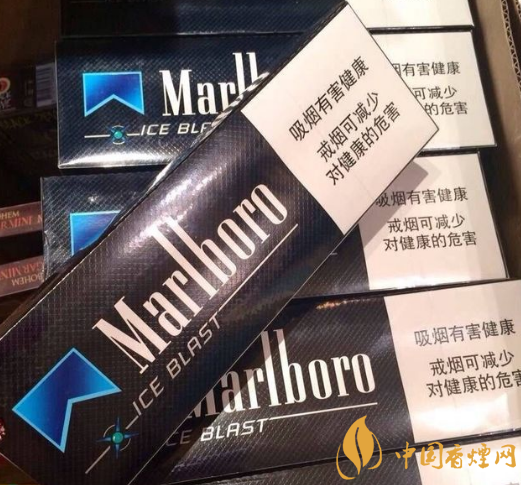 Marlboro
ICE BLAST
吸烟有害健康
戒烟可减少
对健康的危害
Marlboro
ICE BLAST
吸烟有害健康
戒烟可减少
对健康的危害
吸烟有害健康
戒烟可减少
对健康的危害
Marlboro
ICE BLAST
吸烟有害健康
戒烟可减少
对健康的危害
BOHEM
中国香烟网